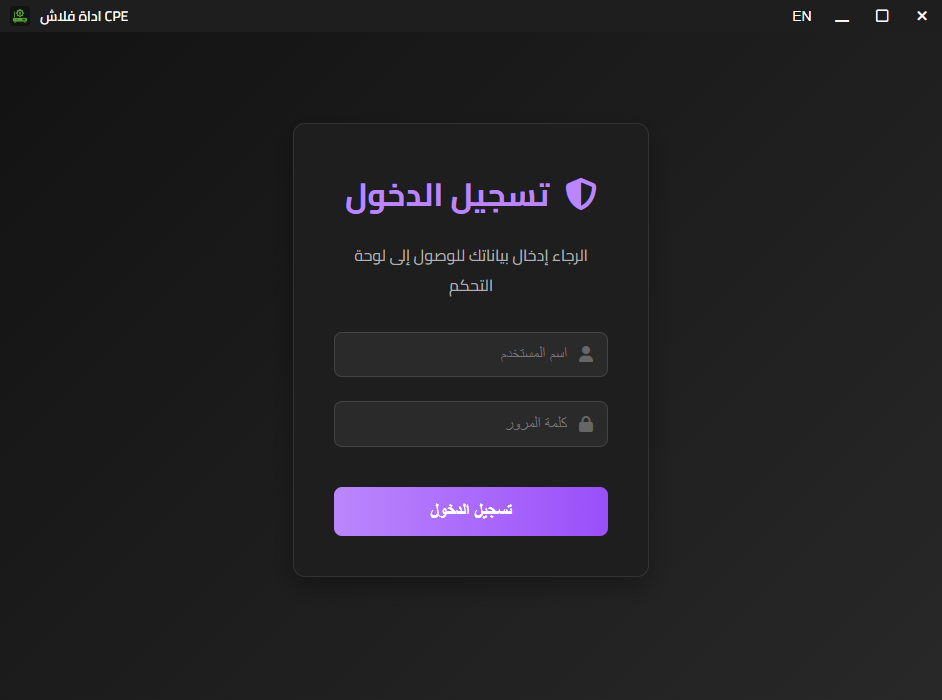 اداة فلاش CPE
EN
تسجيل الدخول
الرجاء إدخال بياناتك للوصول إلى لوحة
التحكم
اسم المستخدم
كلمة المرور
تسجيل الدخول